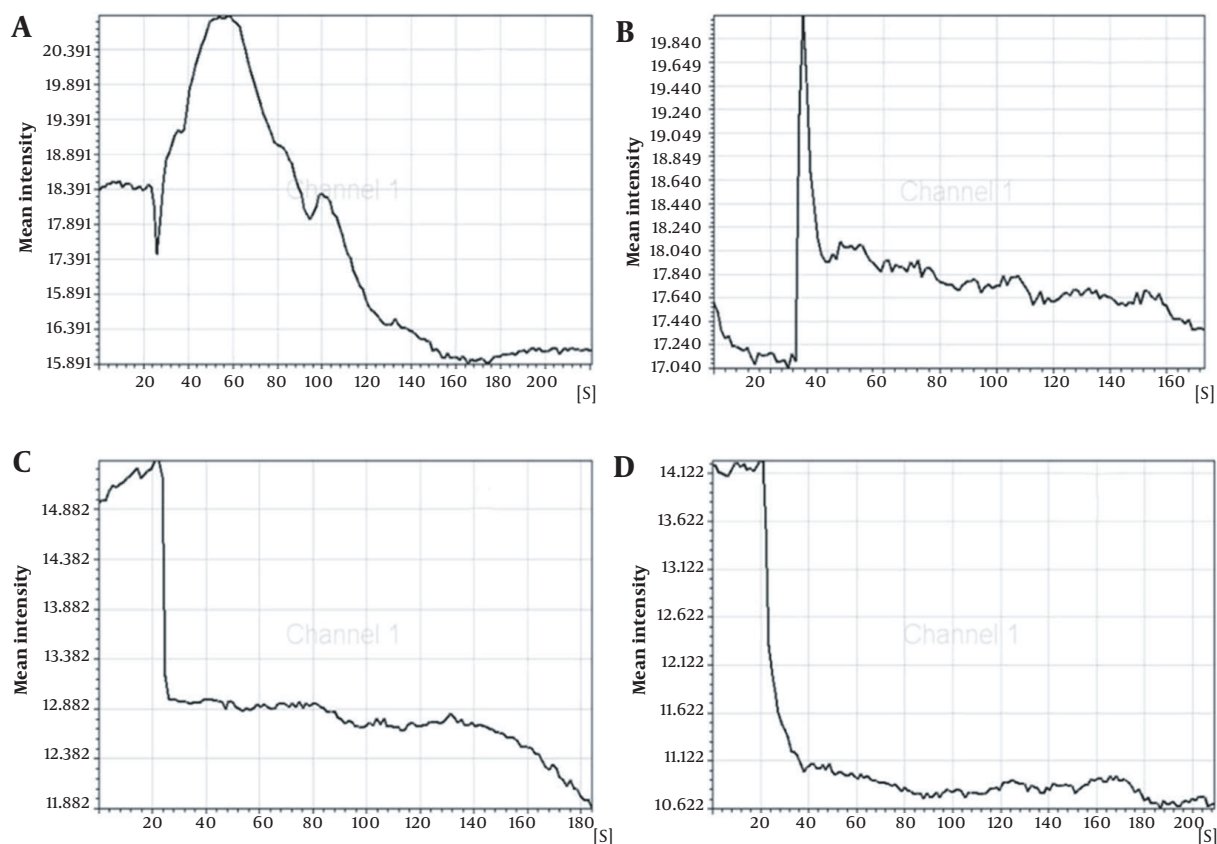 A
Mean intensity
20.391
19.891
19.391
18.891
18.391
17.891
17.391
15.891
16.391
15.891
Channel 1
20 40 60 80 100 120 140 160 180 200
[S]
B
Mean intensity
19.840
19.649
19.440
19.240
19.049
18.849
18.640
18.440
18.240
18.040
17.840
17.640
17.440
17.240
17.040
Channel 1
20 40 60 80 100 120 140 160
[S]
C
Mean intensity
14.882
14.382
13.882
13.382
12.882
12.382
11.882
Channel 1
20 40 60 80 100 120 140 160 180
[S]
D
Mean intensity
14.122
13.622
13.122
12.622
12.122
11.622
11.122
10.622
Channel 1
20 40 60 80 100 120 140 160 180 200
[S]